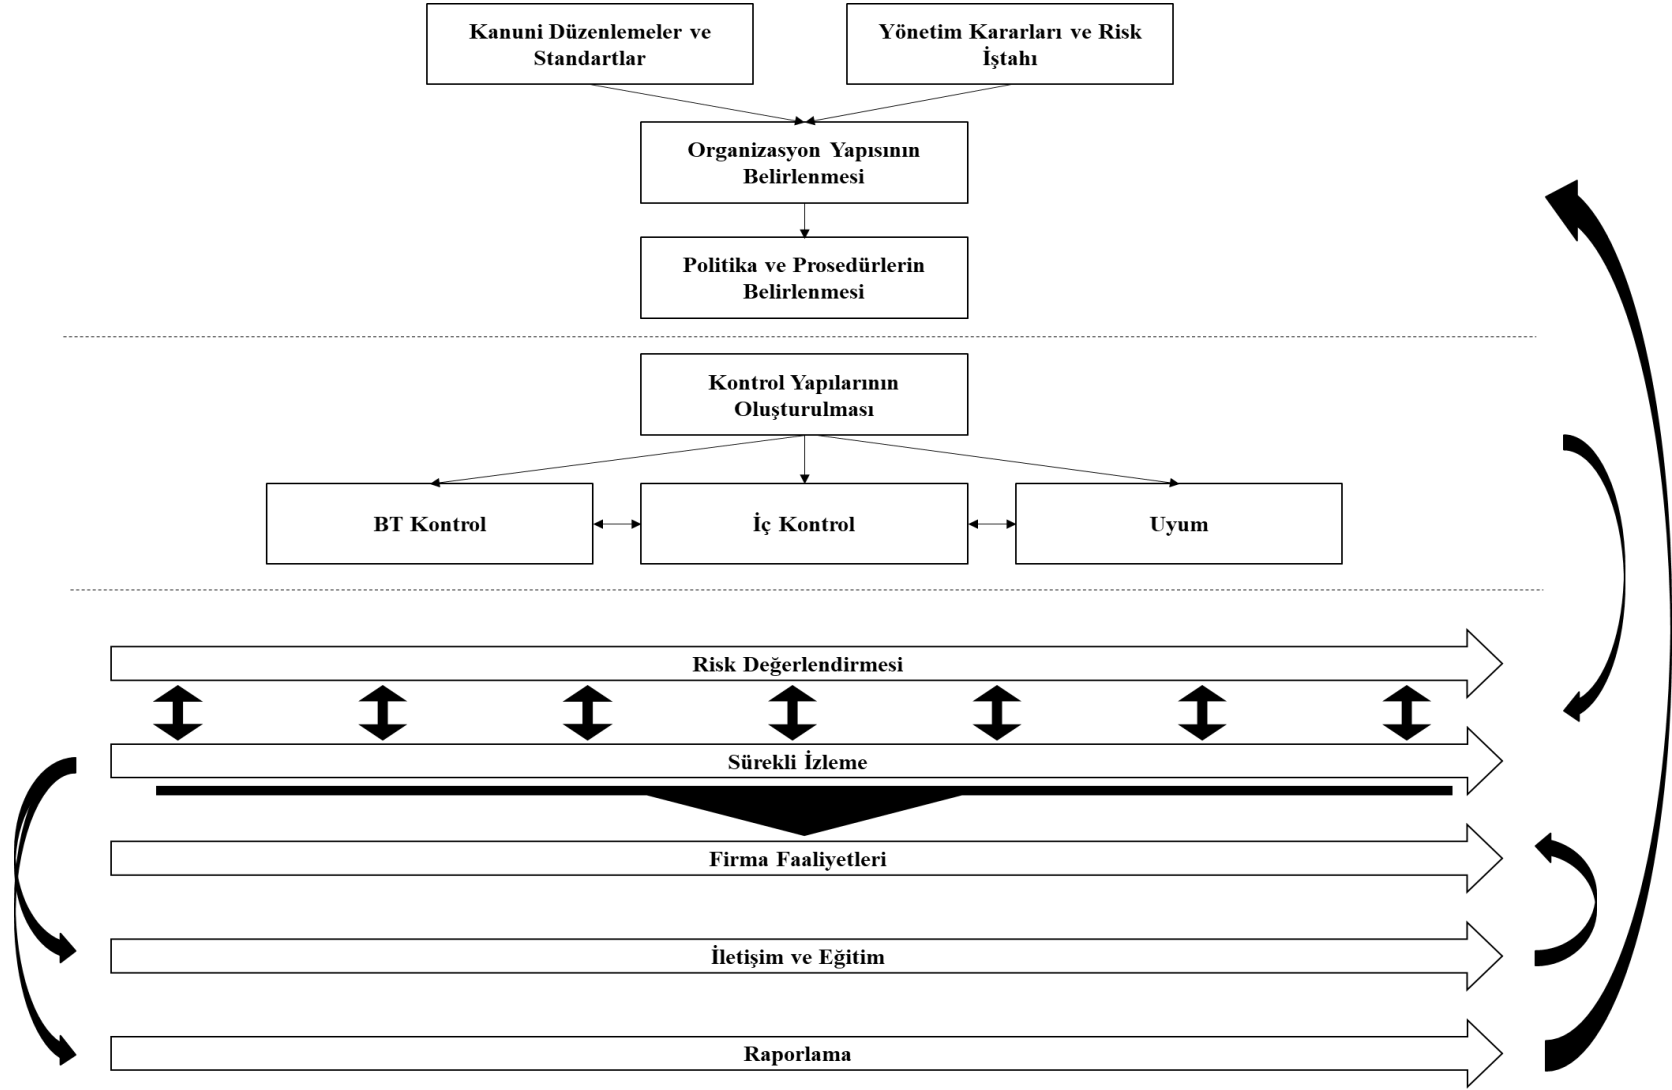 Kanuni Düzenlemeler ve
Standartlar
Yönetim Kararları ve Risk
İştahı
Organizasyon Yapısının
Belirlenmesi
Politika ve Prosedürlerin
Belirlenmesi
Kontrol Yapılarının
Oluşturulması
BT Kontrol
İç Kontrol
Uyum
Risk Değerlendirmesi
Sürekli İzleme
Firma Faaliyetleri
İletişim ve Eğitim
Raporlama